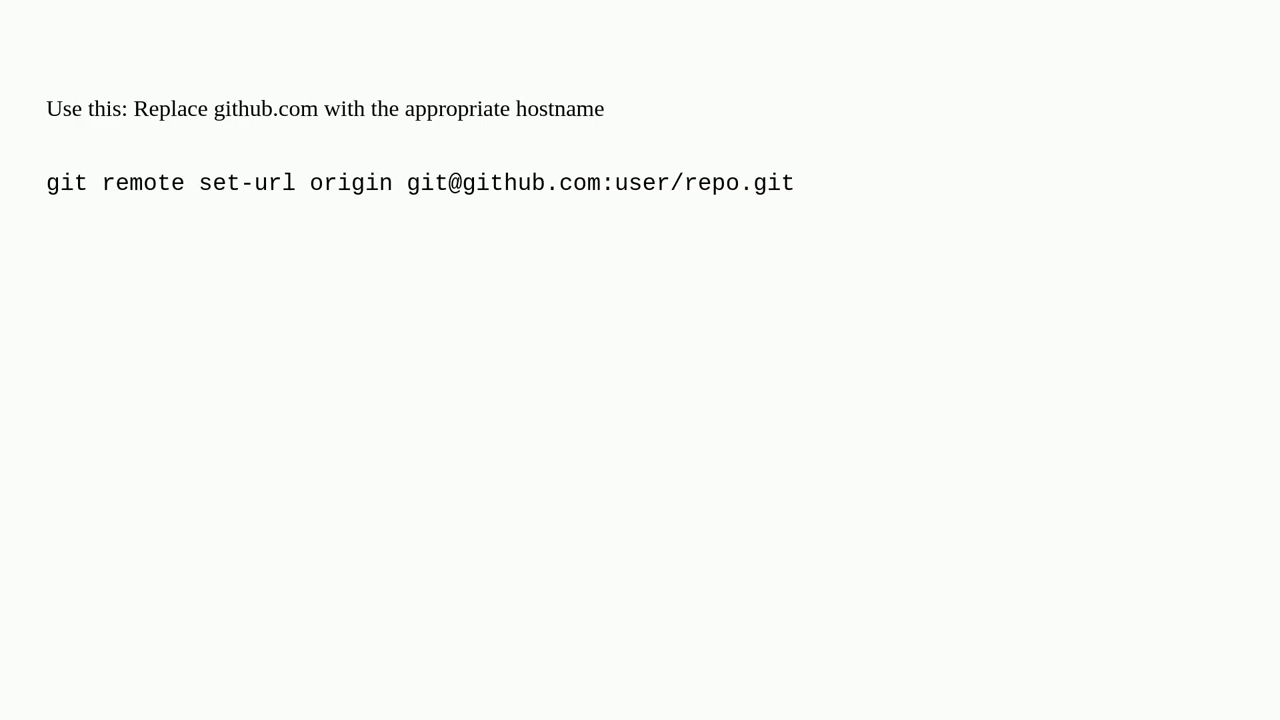 Use this: Replace github.com with the appropriate hostname
git remote set-url origin git@github.com:user/repo.git